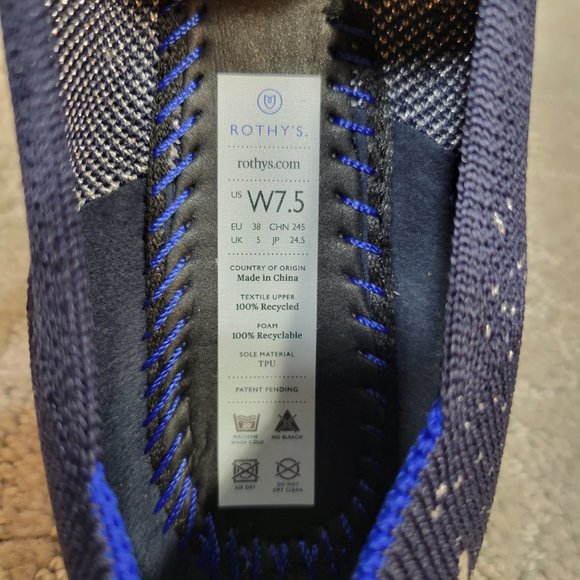 ROTHY'S.
rothys.com
US W7.5
EU 38 CHN 245
UK 5 JP 24.5
COUNTRY OF ORIGIN
Made in China
TEXTILE UPPER
100% Recycled
FOAM
100% Recyclable
SOLE MATERIAL
TPU
PATENT PENDING
30
MACHINE NO BLEACH
WASH COLD
AIR DRY DO NOT
DRY CLEAN